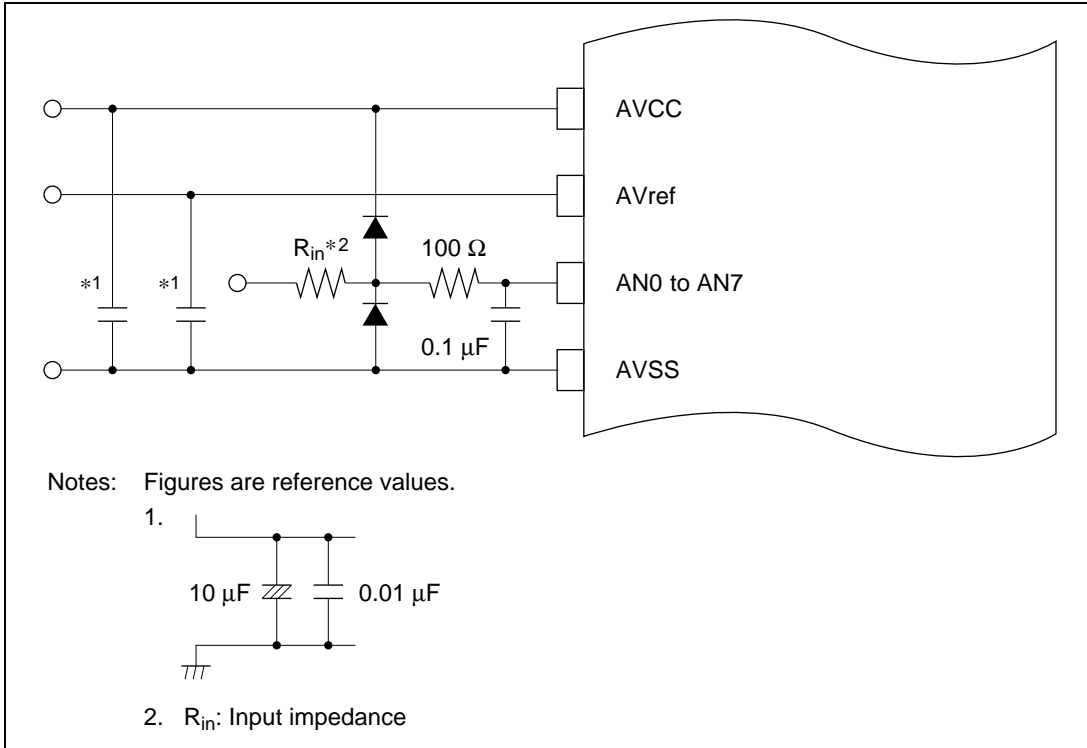 AVCC
AVref
*1
*1
Rin*2
100 Ω
AN0 to AN7
0.1 μF
AVSS
Notes: Figures are reference values.
1.
10 μF
0.01 μF
2. Rin: Input impedance